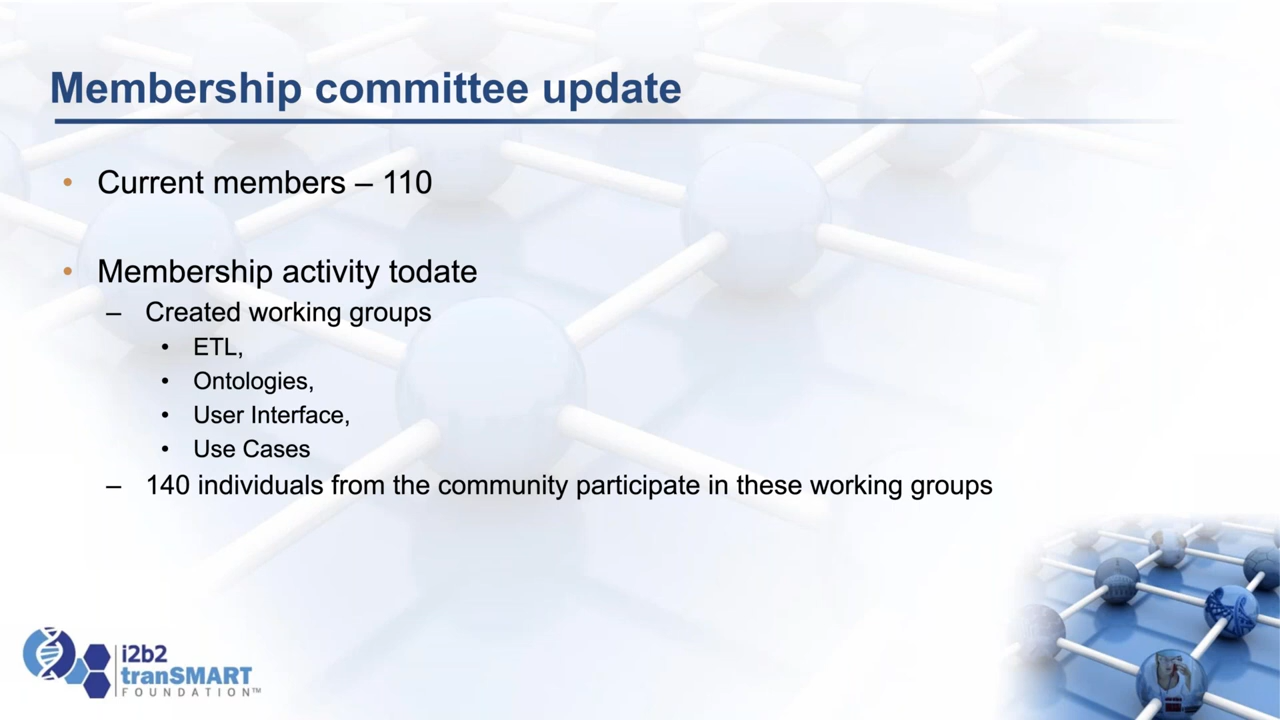 Membership committee update
• Current members – 110
• Membership activity todate
– Created working groups
• ETL,
• Ontologies,
• User Interface,
• Use Cases
– 140 individuals from the community participate in these working groups
i2b2
tranSMART
FOUNDATION™